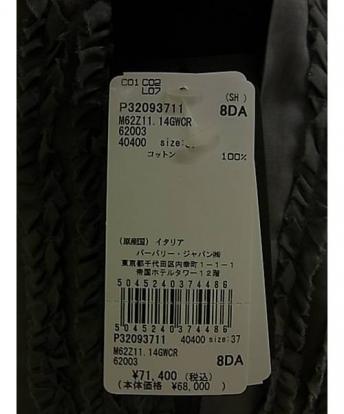 C01 C02
L07
(SH)
P32093711 8DA
M62Z11.14GWCR
62003
40400 size:
コットン 100%
(原産国) イタリア
バーバリー・ジャパン㈱
東京都千代田区内幸町1-1-1
帝国ホテルタワー12階
5045240374486
5045240374486
P32093711 40400 size:37
M62Z11.14GWCR
62003 8DA
¥71,400 (税込)
(本体価格 ¥68,000)